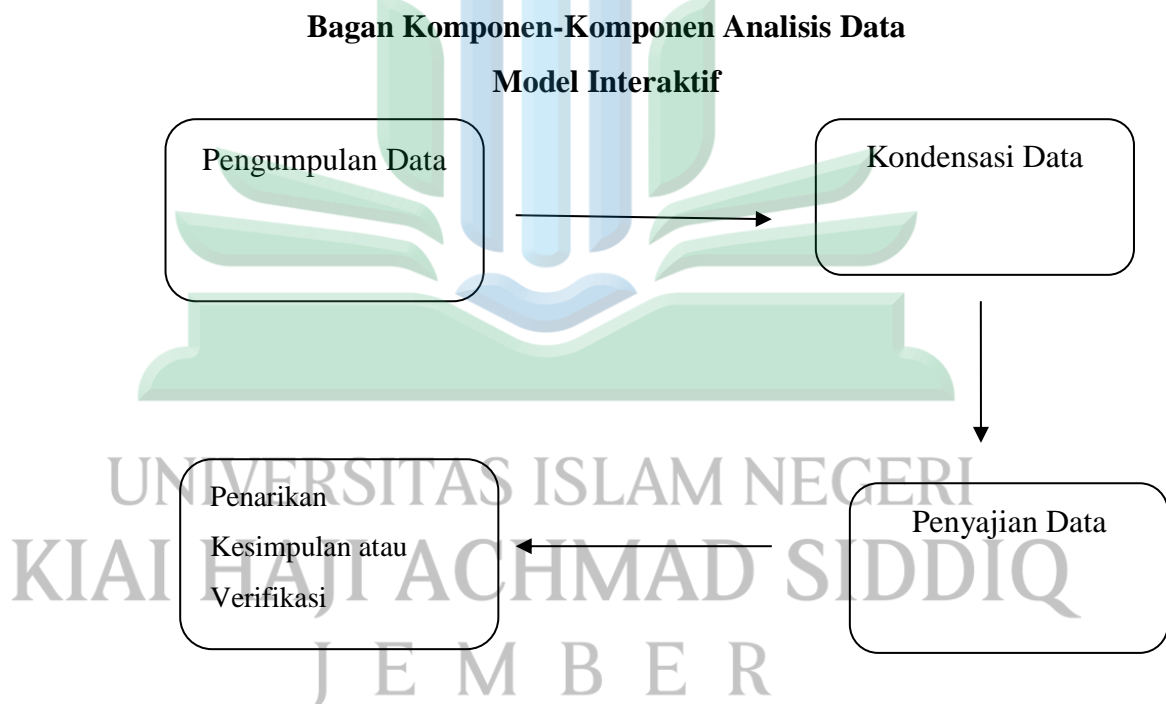 Bagan Komponen-Komponen Analisis Data
Model Interaktif
Pengumpulan Data
Kondensasi Data
UNIVERSITAS ISLAM NEGERI
Penarikan
Kesimpulan atau
Verifikasi
Penyajian Data
KIAI HAJI ACHMAD SIDDIQ
JEMBER